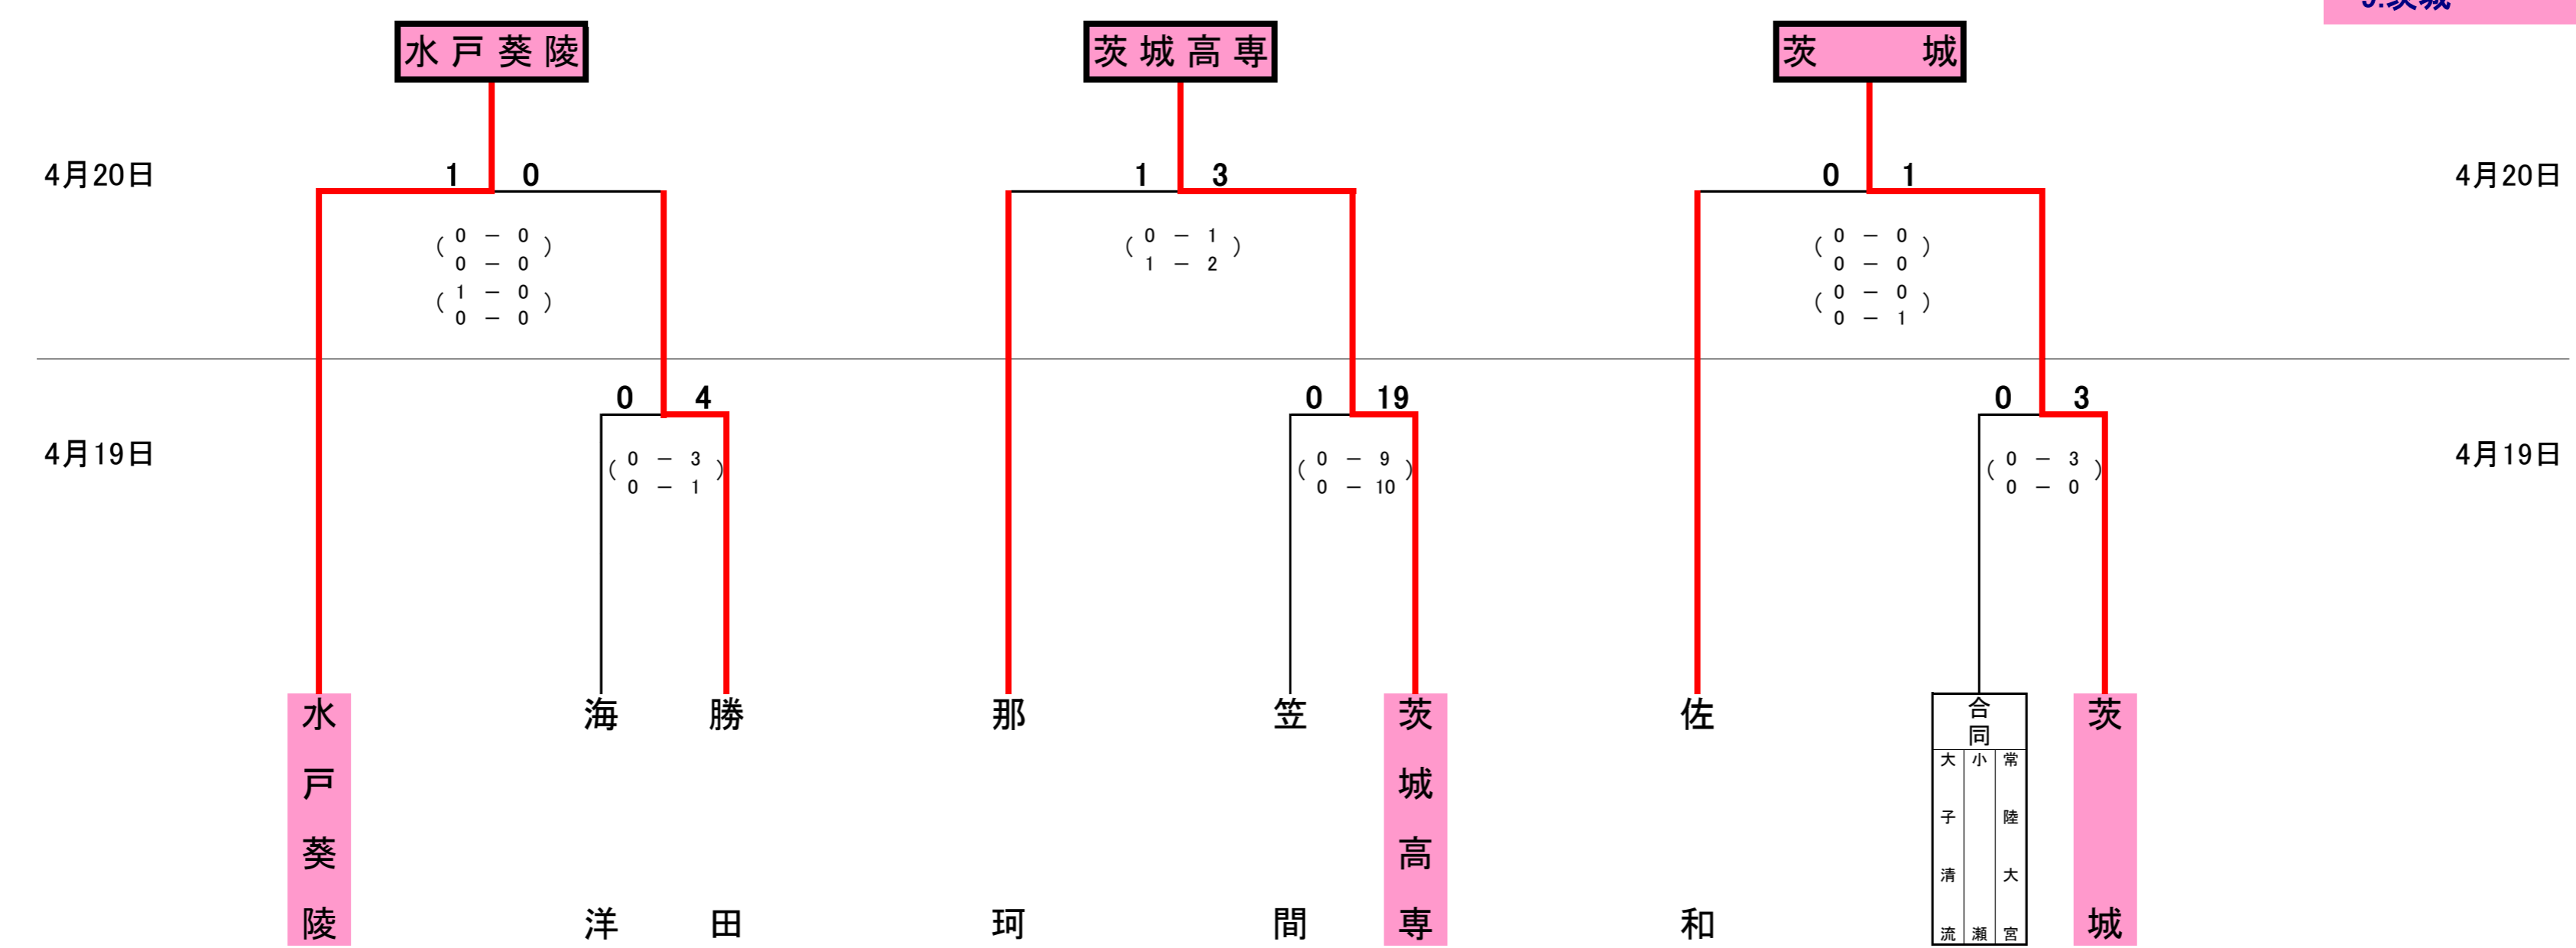 9.茨城
水戸葵陵
茨城高専
茨城
4月20日
1 0
1 3
0 1
4月20日
( 0 － 0 )
0 － 0
( 1 － 0 )
0 － 0
( 0 － 1 )
1 － 2
( 0 － 0 )
0 － 0
( 0 － 0 )
0 － 1
0 4
0 19
0 3
4月19日
( 0 － 3 )
0 － 1
( 0 － 9 )
0 － 10
( 0 － 3 )
0 － 0
4月19日
水戸葵陵
海洋
勝田
那珂
笠間
茨城高専
佐和
合同
大子清流
小瀬
常陸大宮
茨城